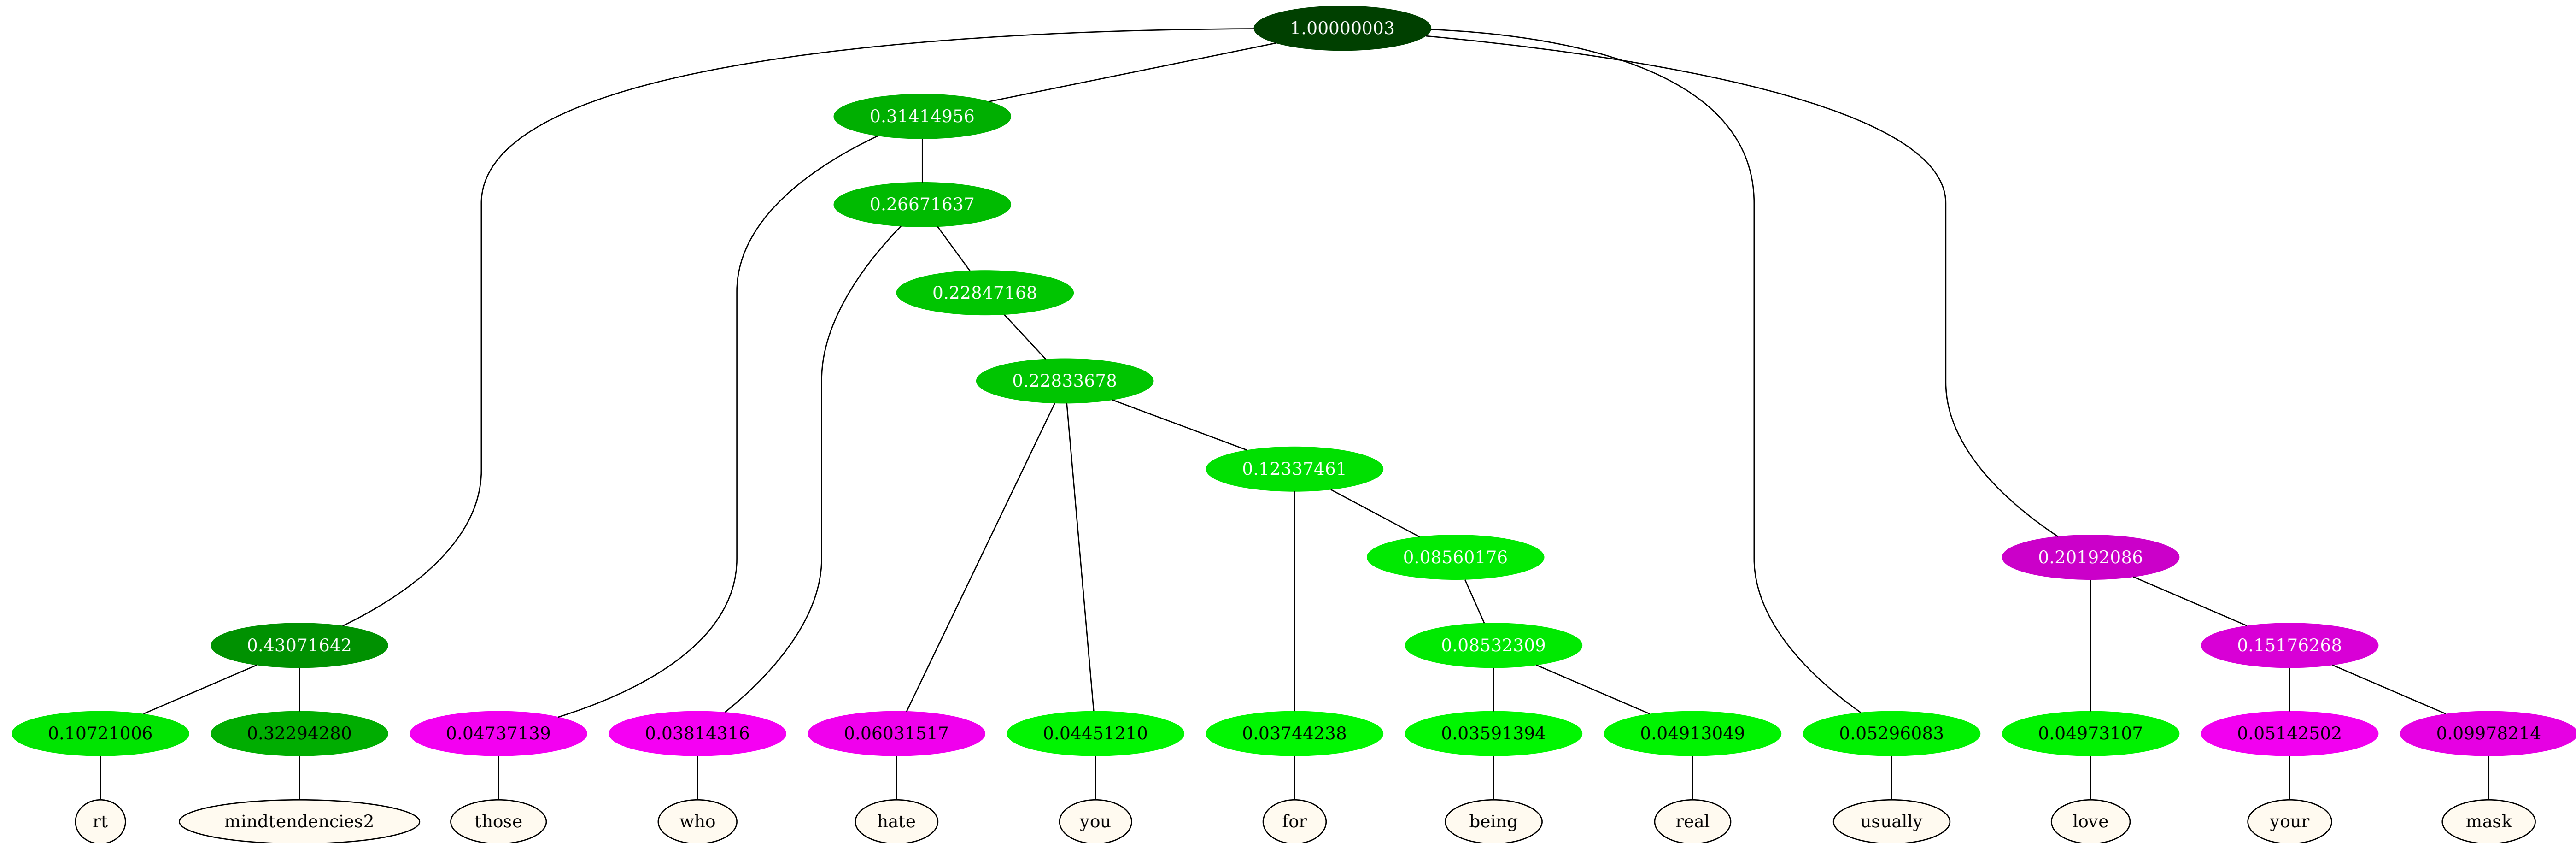 1.00000003
0.31414956
0.26671637
0.22847168
0.22833678
0.12337461
0.08560176 0.20192086
0.43071642 0.08532309 0.15176268
0.10721006 0.32294280 0.04737139 0.03814316 0.06031517 0.04451210 0.03744238 0.03591394 0.04913049 0.05296083 0.04973107 0.05142502 0.09978214
rt mindtendencies2 those who hate you for being real usually love your mask